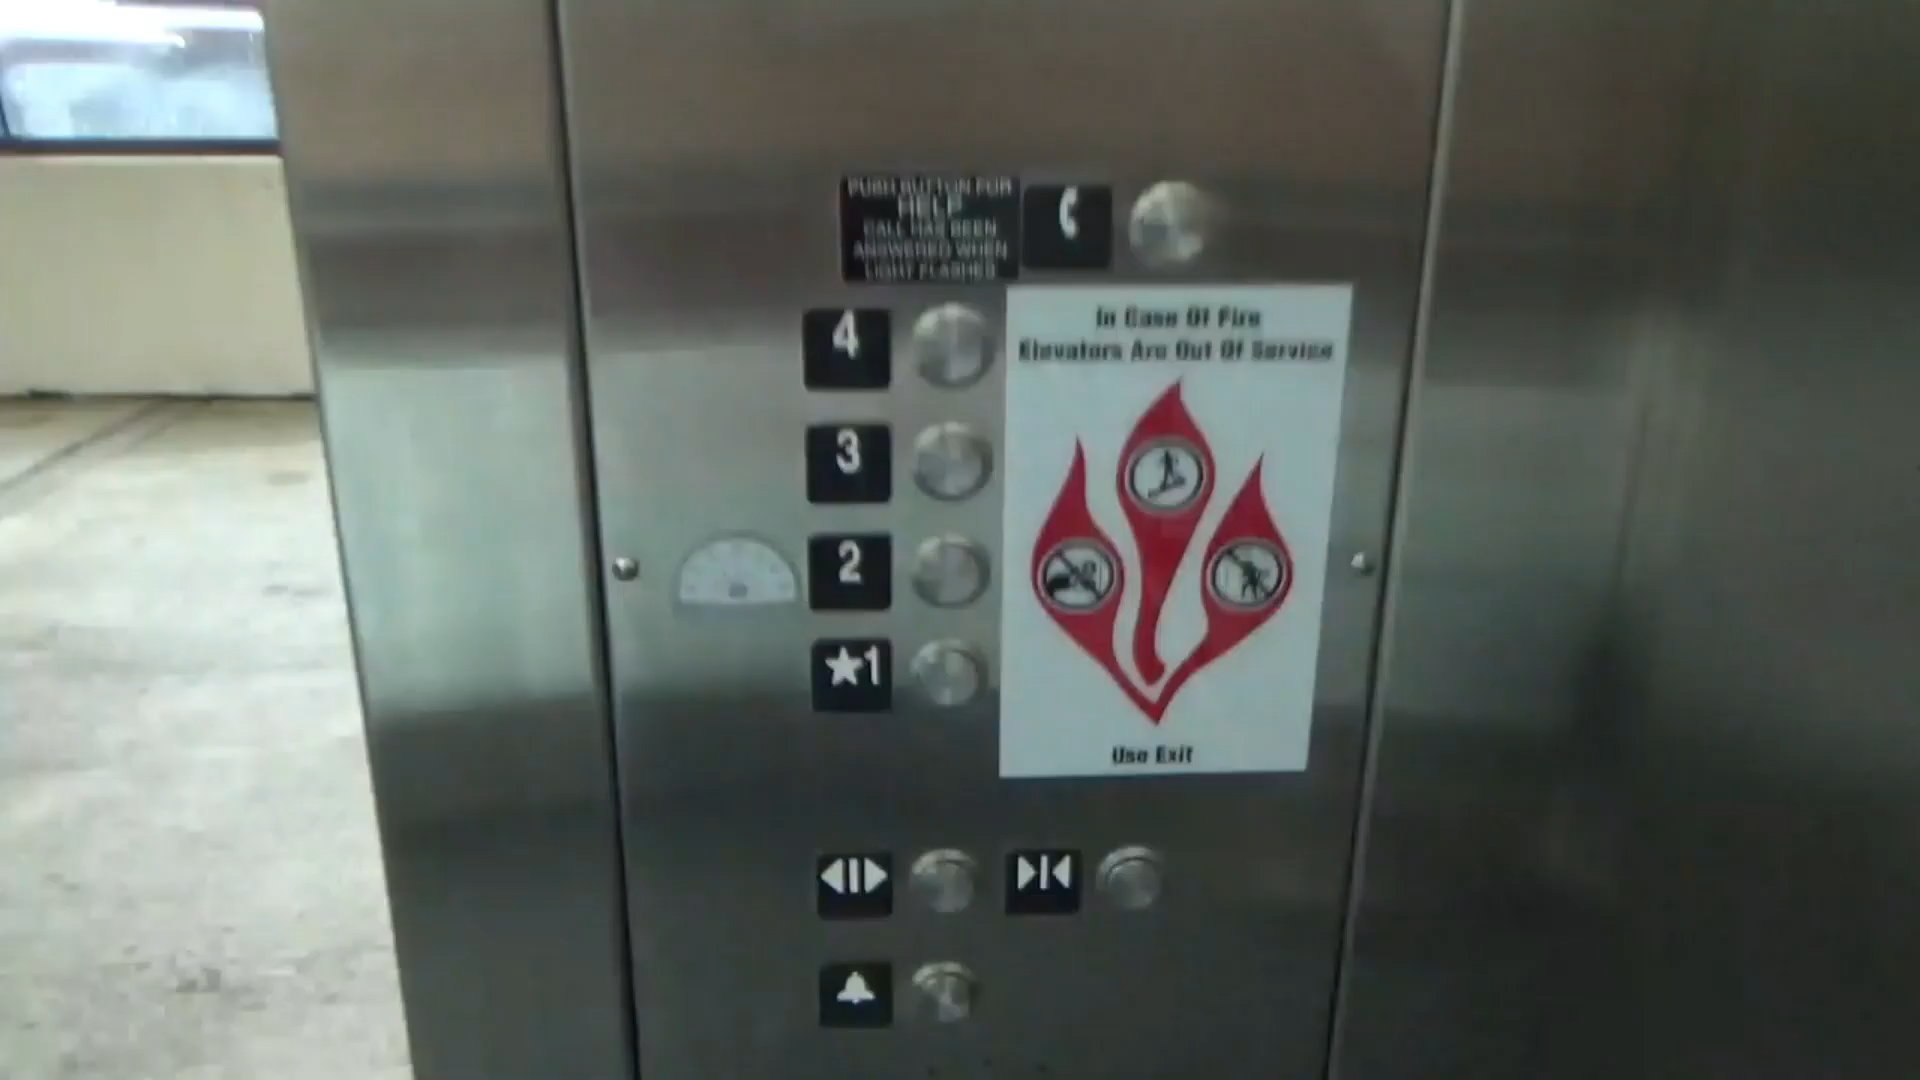 PUSH BUTTON FOR
HELP
CALL HAS BEEN
ANSWERED WHEN
LIGHT FLASHES
In Case Of Fire
Elevators Are Out Of Service
4
3
2
★1
Use Exit